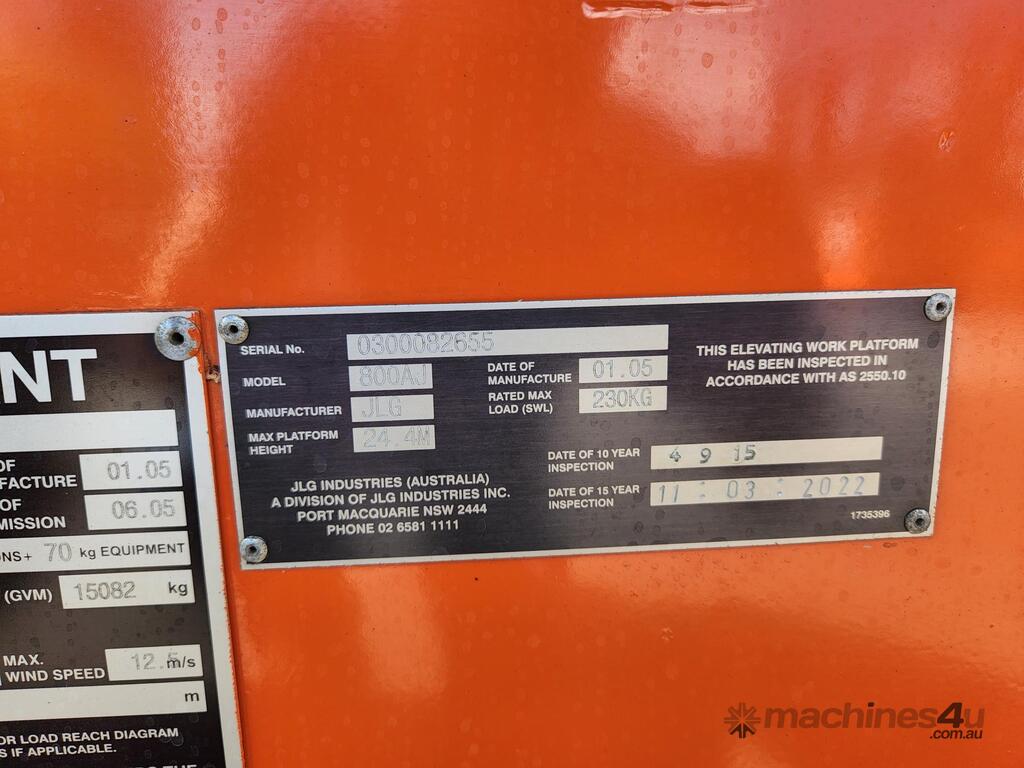 NT
OF
FACTURE 01.05
OF
MISSION 06.05
NS+ 70 kg EQUIPMENT
(GVM) 15082 kg
MAX.
WIND SPEED 12.5m/s
m
OR LOAD REACH DIAGRAM
S IF APPLICABLE.
THE
SERIAL No. 0300082655
MODEL 800AJ
DATE OF
MANUFACTURE 01.05
MANUFACTURER JLG
RATED MAX
LOAD (SWL) 230KG
MAX PLATFORM
HEIGHT 24.4M
JLG INDUSTRIES (AUSTRALIA)
A DIVISION OF JLG INDUSTRIES INC.
PORT MACQUARIE NSW 2444
PHONE 02 6581 1111
THIS ELEVATING WORK PLATFORM
HAS BEEN INSPECTED IN
ACCORDANCE WITH AS 2550.10
DATE OF 10 YEAR
INSPECTION 4 9 15
DATE OF 15 YEAR
INSPECTION 11:03:2022
1735396
machines4u
.com.au